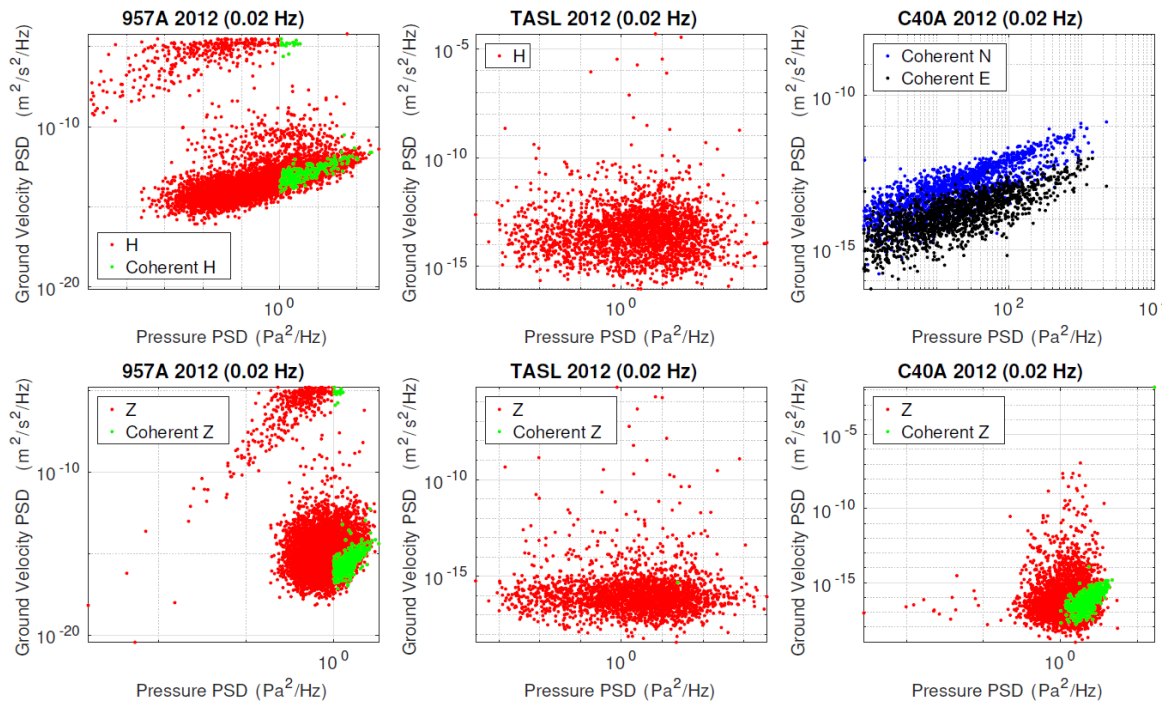 957A 2012 (0.02 Hz)
Ground Velocity PSD (m²/s²/Hz)
10⁻¹⁰
10⁻²⁰
H
Coherent H
10⁰
Pressure PSD (Pa²/Hz)
TASL 2012 (0.02 Hz)
Ground Velocity PSD (m²/s²/Hz)
10⁻⁵
10⁻¹⁰
10⁻¹⁵
H
10⁰
Pressure PSD (Pa²/Hz)
C40A 2012 (0.02 Hz)
Ground Velocity PSD (m²/s²/Hz)
10⁻¹⁰
10⁻¹⁵
Coherent N
Coherent E
10²
Pressure PSD (Pa²/Hz)
957A 2012 (0.02 Hz)
Ground Velocity PSD (m²/s²/Hz)
10⁻¹⁰
10⁻²⁰
Z
Coherent Z
10⁰
Pressure PSD (Pa²/Hz)
TASL 2012 (0.02 Hz)
Ground Velocity PSD (m²/s²/Hz)
10⁻¹⁰
10⁻¹⁵
Z
Coherent Z
10⁰
Pressure PSD (Pa²/Hz)
C40A 2012 (0.02 Hz)
Ground Velocity PSD (m²/s²/Hz)
10⁻⁵
10⁻¹⁰
10⁻¹⁵
Z
Coherent Z
10⁰
Pressure PSD (Pa²/Hz)